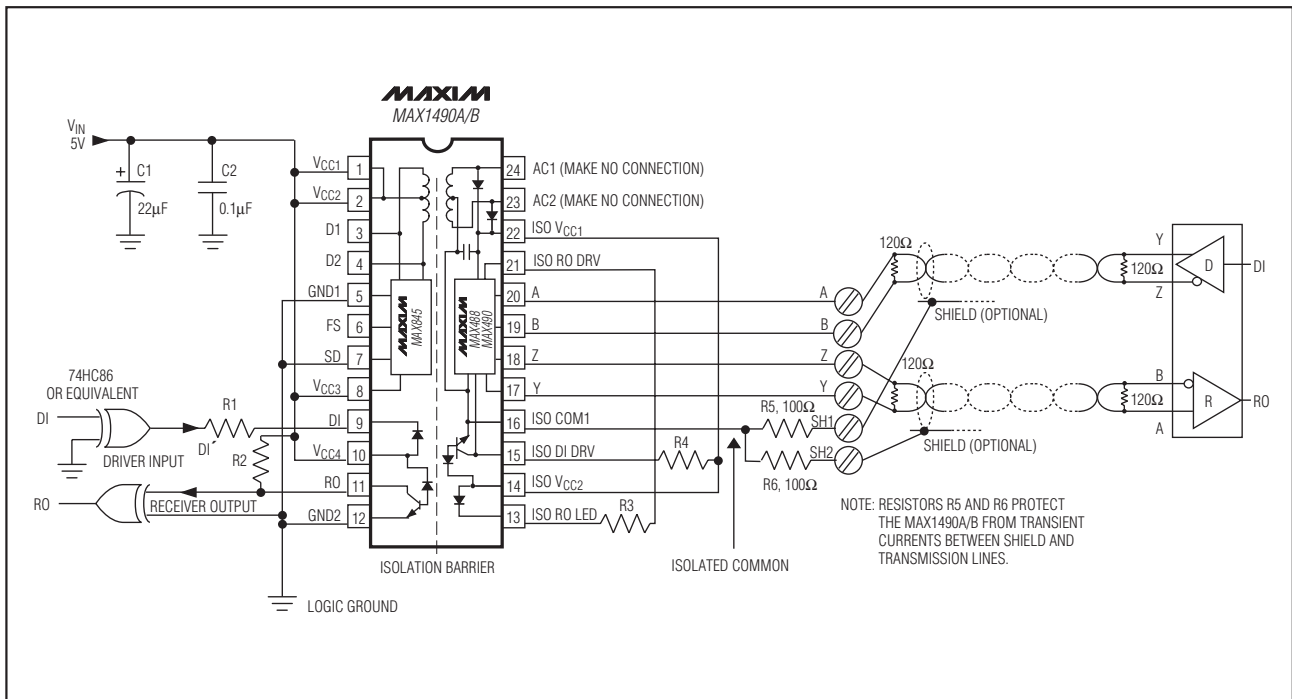 MAXIM
MAX1490A/B
VIN
5V
C1
22µF
C2
0.1µF
VCC1
1
VCC2
2
D1
3
D2
4
GND1
5
FS
6
SD
7
VCC3
8
DI
9
VCC4
10
RO
11
GND2
12
MAXIM
MAX845
MAXIM
MAX488
MAX490
24
AC1 (MAKE NO CONNECTION)
23
AC2 (MAKE NO CONNECTION)
22
ISO VCC1
21
ISO RO DRV
20
A
19
B
18
Z
17
Y
16
ISO COM1
15
ISO DI DRV
14
ISO VCC2
13
ISO RO LED
ISOLATION BARRIER
74HC86
OR EQUIVALENT
DI
R1
DI´
DRIVER INPUT
R2
RO
RECEIVER OUTPUT
LOGIC GROUND
R3
R4
R5, 100Ω
R6, 100Ω
SH1
SH2
ISOLATED COMMON
A
B
Z
Y
120Ω
120Ω
SHIELD (OPTIONAL)
SHIELD (OPTIONAL)
Y
120Ω
Z
D
DI
B
120Ω
A
R
RO
NOTE: RESISTORS R5 AND R6 PROTECT
THE MAX1490A/B FROM TRANSIENT
CURRENTS BETWEEN SHIELD AND
TRANSMISSION LINES.